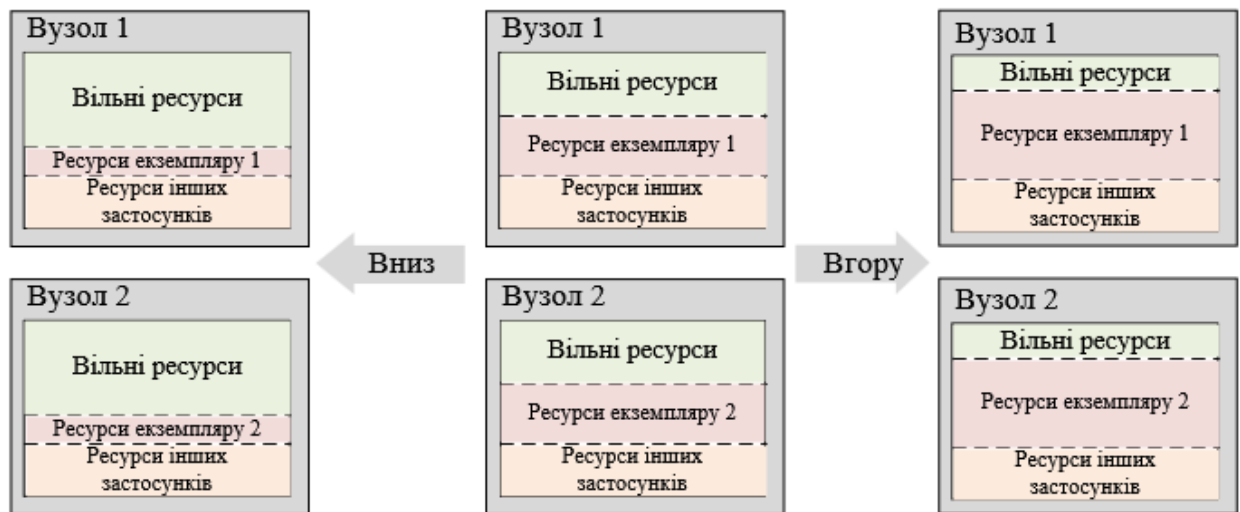 Вузол 1
Вільні ресурси
Ресурси екземпляру 1
Ресурси інших
застосунків
Вузол 1
Вільні ресурси
Ресурси екземпляру 1
Ресурси інших
застосунків
Вузол 1
Вільні ресурси
Ресурси екземпляру 1
Ресурси інших
застосунків
Вниз
Вгору
Вузол 2
Вільні ресурси
Ресурси екземпляру 2
Ресурси інших
застосунків
Вузол 2
Вільні ресурси
Ресурси екземпляру 2
Ресурси інших
застосунків
Вузол 2
Вільні ресурси
Ресурси екземпляру 2
Ресурси інших
застосунків